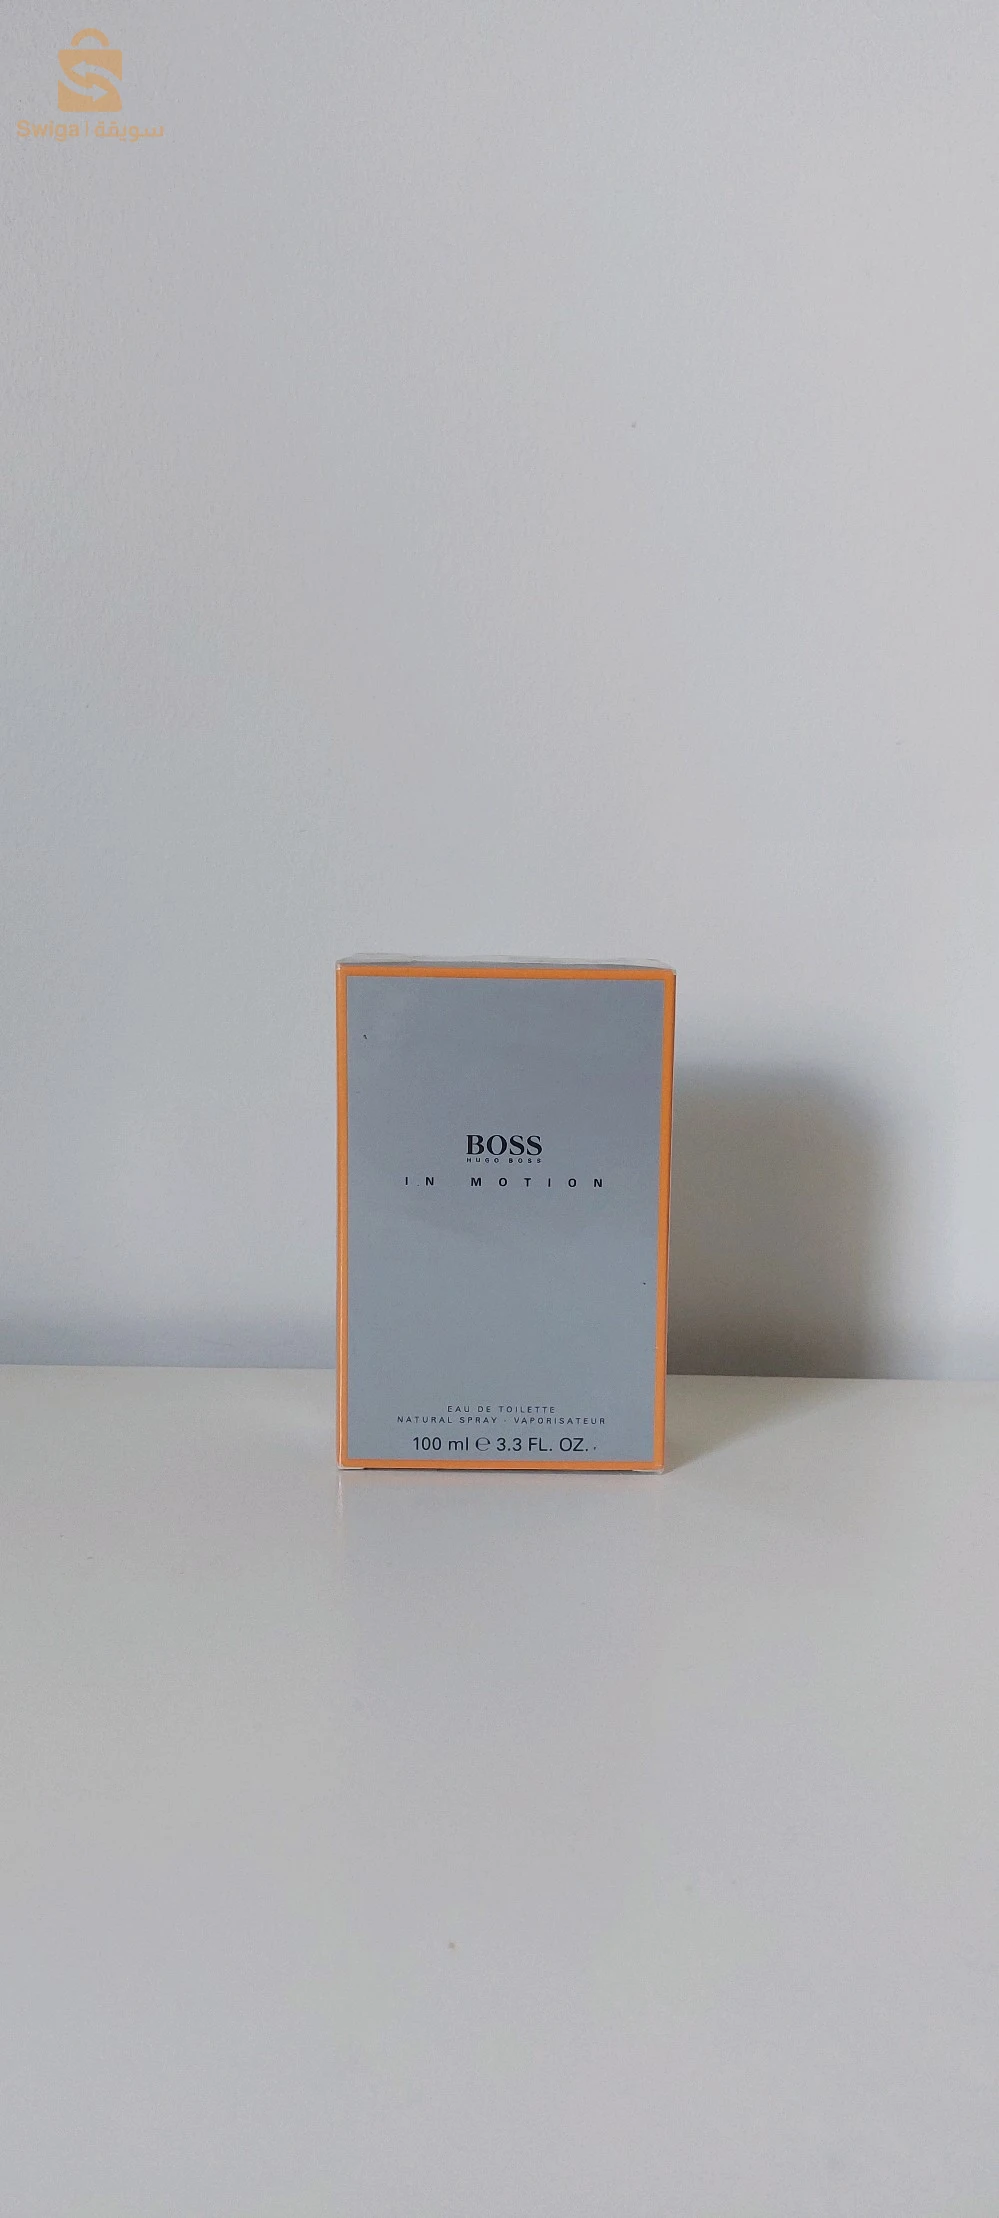 Swiga | سويقة
BOSS
HUGO BOSS
IN MOTION
EAU DE TOILETTE
NATURAL SPRAY - VAPORISATEUR
100 ml ℮ 3.3 FL. OZ.